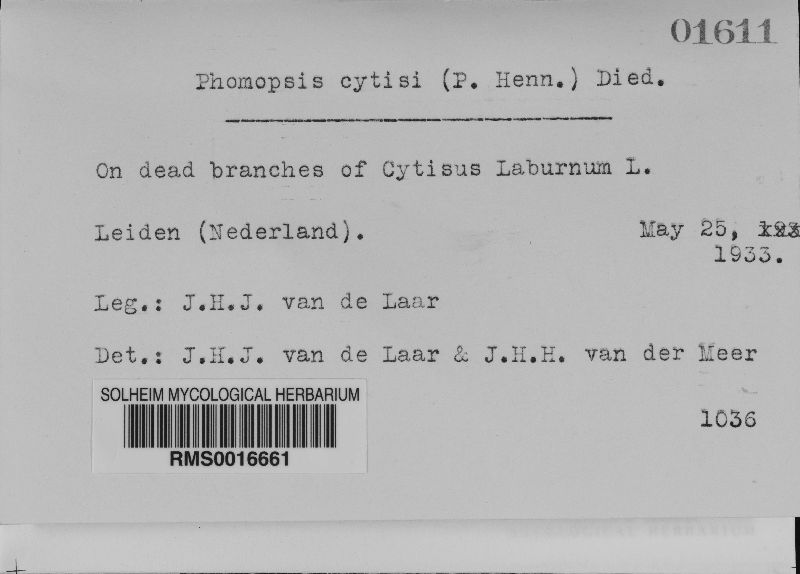 01611
Phomopsis cytisi (P. Henn.) Died.
On dead branches of Cytisus Laburnum L.
Leiden (Nederland). May 25,
1933.
Leg.: J.H.J. van de Laar
Det.: J.H.J. van de Laar & J.H.H. van der Meer
SOLHEIM MYCOLOGICAL HERBARIUM
RMS0016661
1036